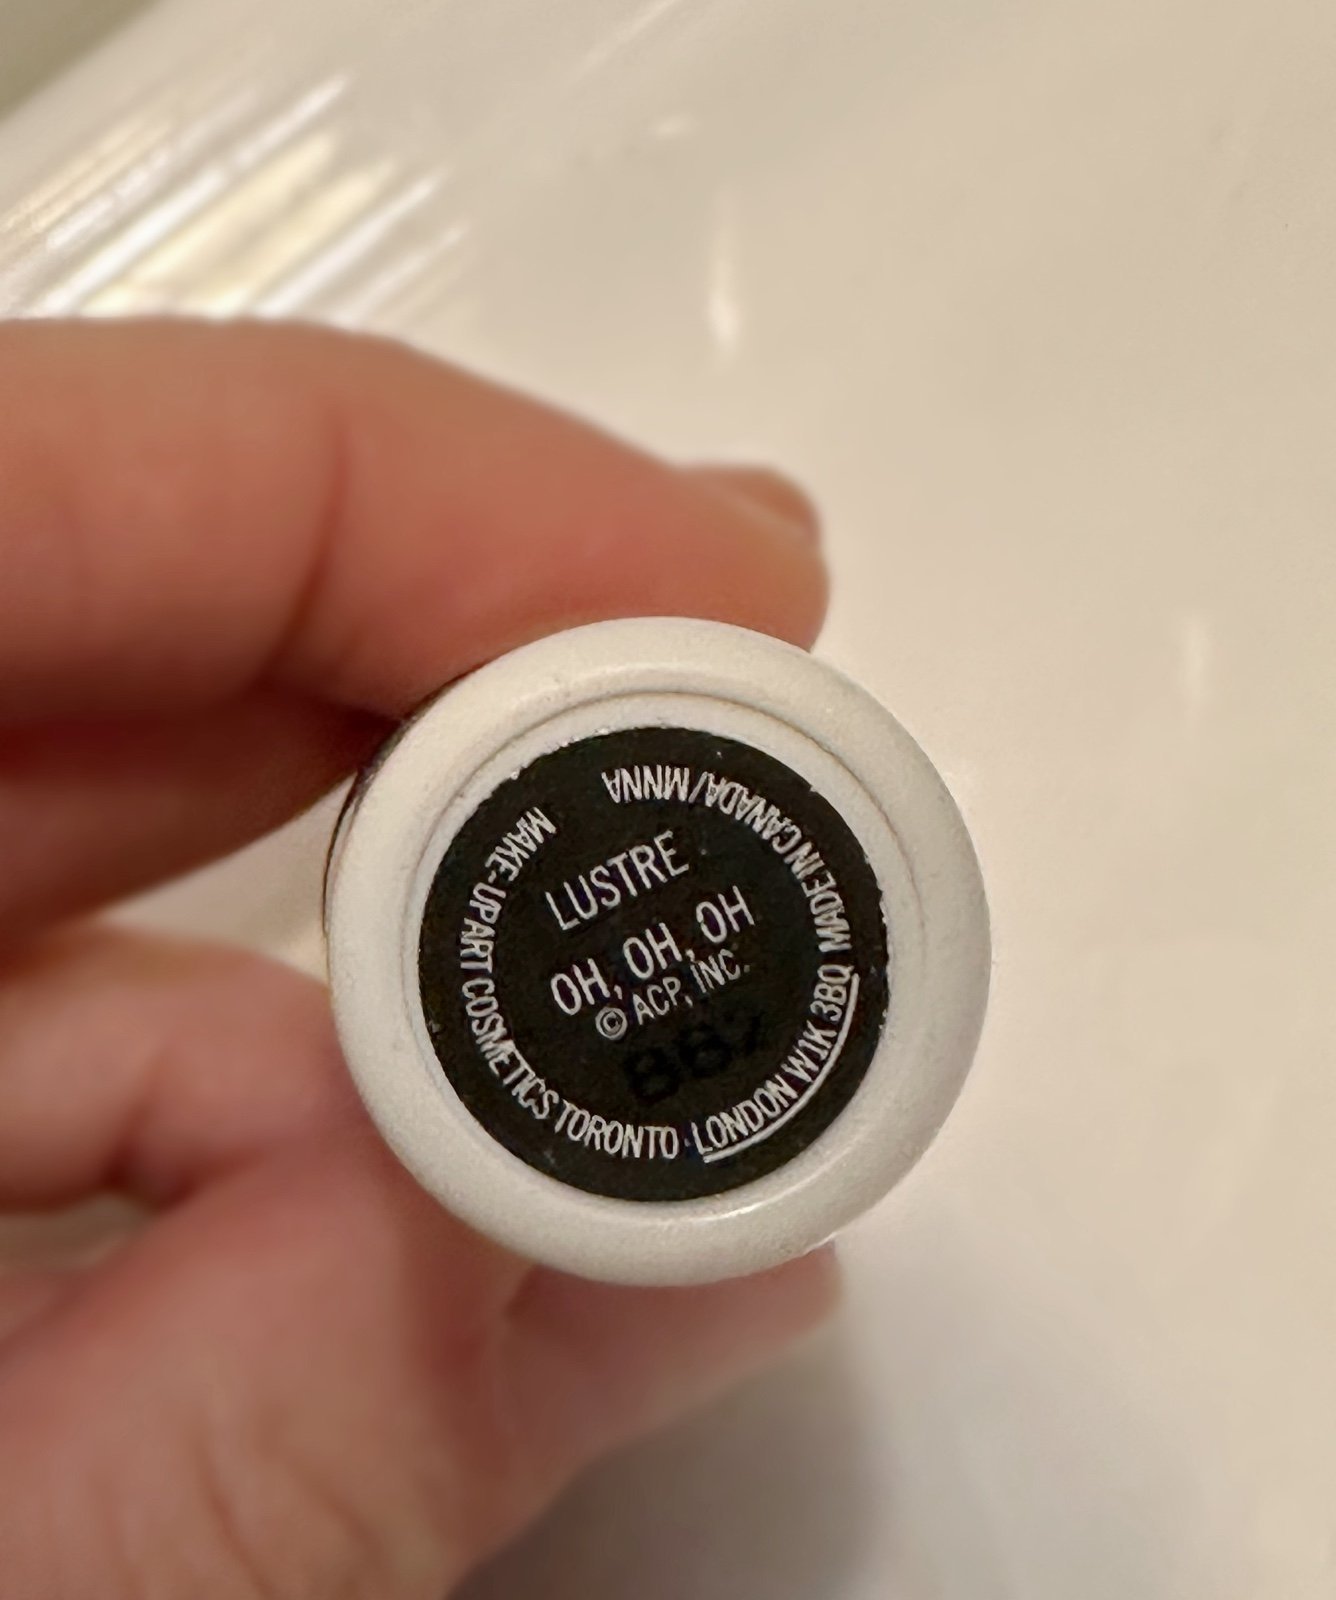 LUSTRE
OH, OH, OH
© ACP, INC.
MAKE-UP ART COSMETICS TORONTO · LONDON W1K 3BQ MADE IN CANADA/MNNA